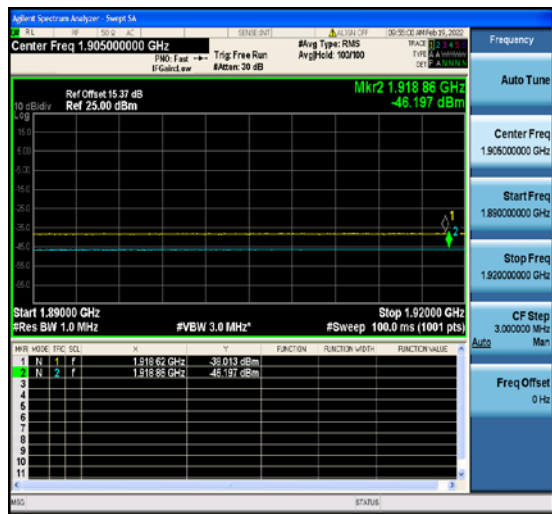 Agilent Spectrum Analyzer - Swept SA
RL RF 50 Ω AC SENSE:INT ALIGN OFF 09:55:00 AM Feb 19, 2022
Center Freq 1.905000000 GHz
PNO: Fast
IFGain:Low
Trig: Free Run
#Atten: 30 dB
#Avg Type: RMS
Avg|Hold: 100/100
TRACE 1 2 3 4 5 6
TYPE
DET P A N N N N
Frequency
Auto Tune
Center Freq
1.905000000 GHz
Start Freq
1.890000000 GHz
Stop Freq
1.920000000 GHz
CF Step
3.000000 MHz
Auto Man
Freq Offset
0 Hz
Mkr2 1.918 86 GHz
-46.197 dBm
Ref Offset 15.37 dB
10 dB/div Ref 25.00 dBm
Log
15.0
5.00
-5.00
-15.0
-25.0
-35.0
-45.0
-55.0
-65.0
1
2
Start 1.89000 GHz Stop 1.92000 GHz
#Res BW 1.0 MHz #VBW 3.0 MHz* #Sweep 100.0 ms (1001 pts)
MKR MODE TRC SCL X Y FUNCTION FUNCTION WIDTH FUNCTION VALUE
1 N 1 f 1.918 62 GHz -38.013 dBm
2 N 2 f 1.918 86 GHz -46.197 dBm
3
4
5
6
7
8
9
10
11
MSG STATUS